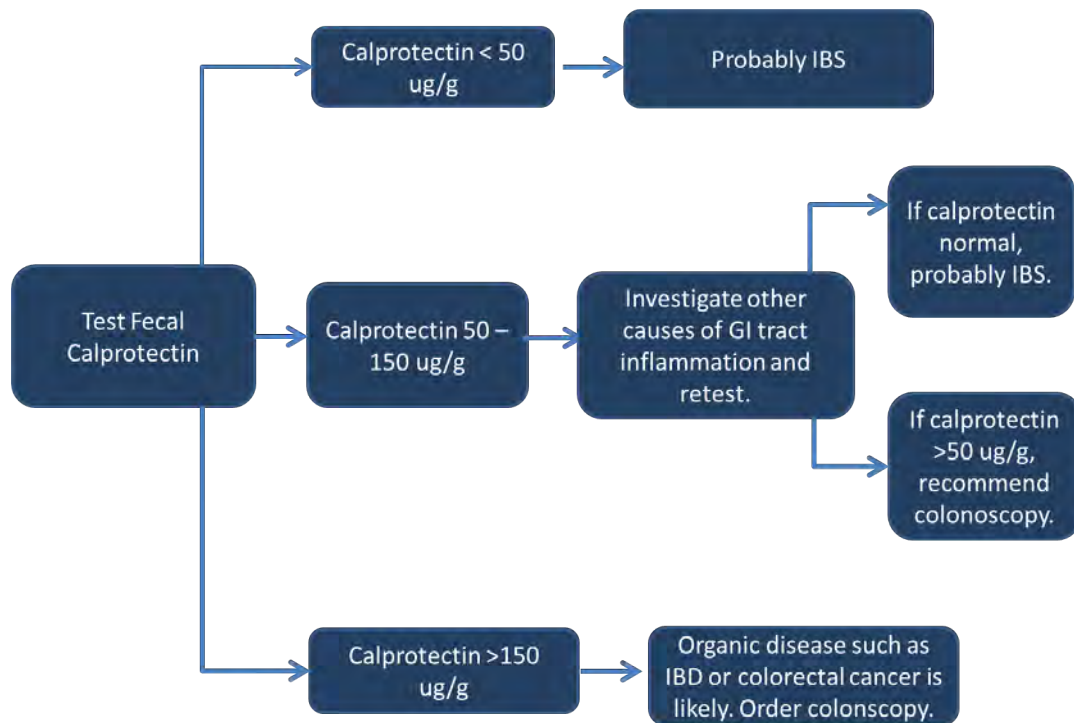 Calprotectin < 50
ug/g
Probably IBS
Test Fecal
Calprotectin
Calprotectin 50 –
150 ug/g
Investigate other
causes of GI tract
inflammation and
retest.
If calprotectin
normal,
probably IBS.
If calprotectin
>50 ug/g,
recommend
colonoscopy.
Calprotectin >150
ug/g
Organic disease such as
IBD or colorectal cancer is
likely. Order colonscopy.